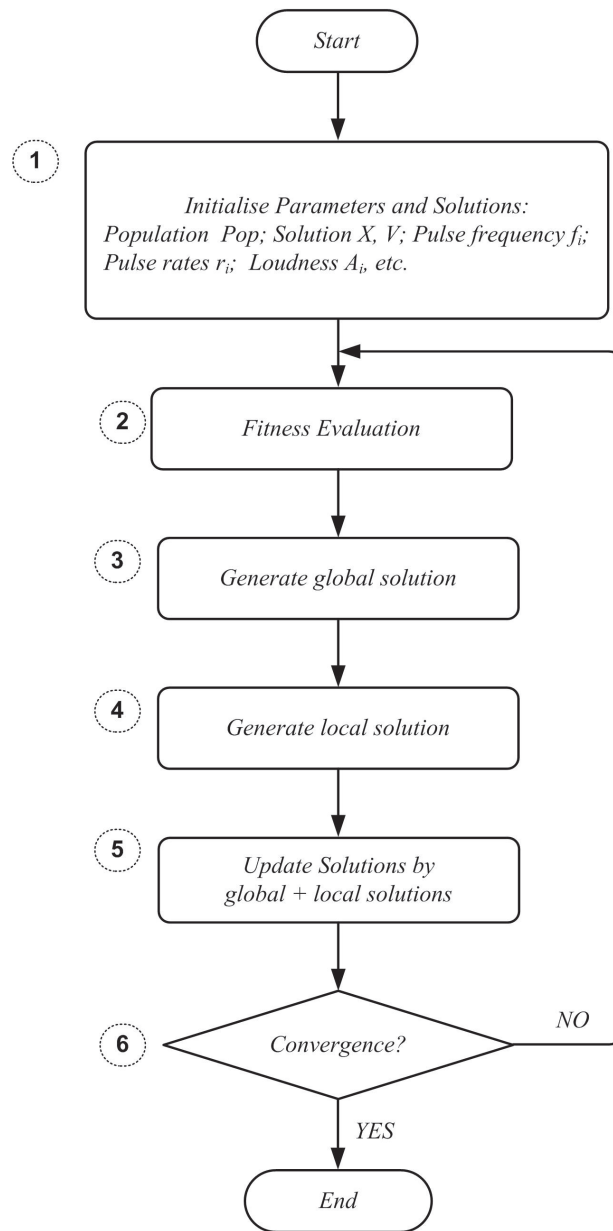 Start
1
Initialise Parameters and Solutions:
Population Pop; Solution X, V; Pulse frequency fi;
Pulse rates ri; Loudness Ai, etc.
2
Fitness Evaluation
3
Generate global solution
4
Generate local solution
5
Update Solutions by
global + local solutions
6
Convergence?
NO
YES
End